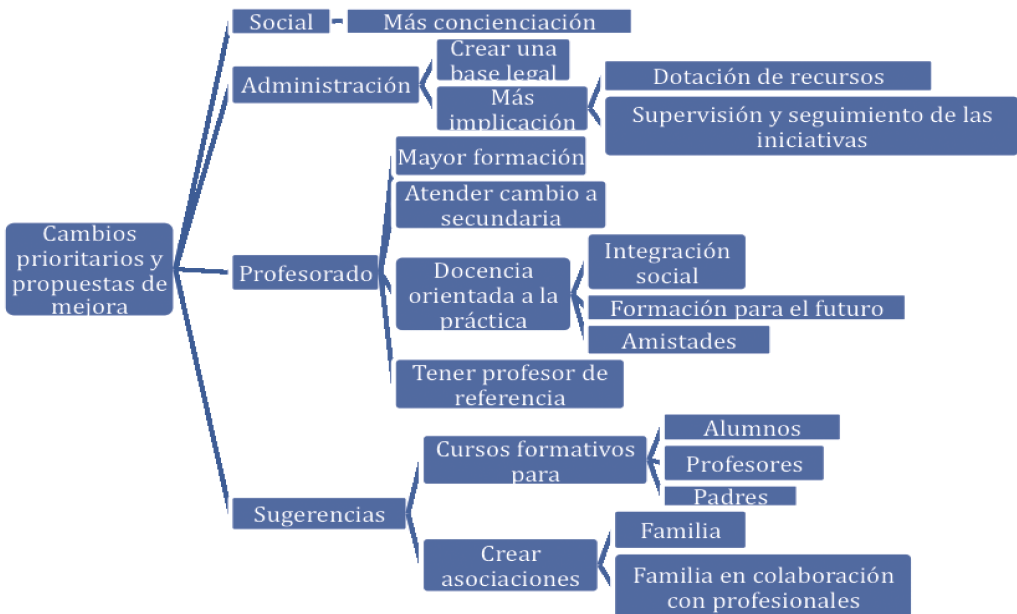 Social
Más concienciación
Administración
Crear una
base legal
Más
implicación
Dotación de recursos
Supervisión y seguimiento de las
iniciativas
Cambios
prioritarios y
propuestas de
mejora
Profesorado
Mayor formación
Atender cambio a
secundaria
Docencia
orientada a la
práctica
Integración
social
Formación para el futuro
Amistades
Tener profesor de
referencia
Sugerencias
Cursos formativos
para
Alumnos
Profesores
Padres
Crear
asociaciones
Familia
Familia en colaboración
con profesionales